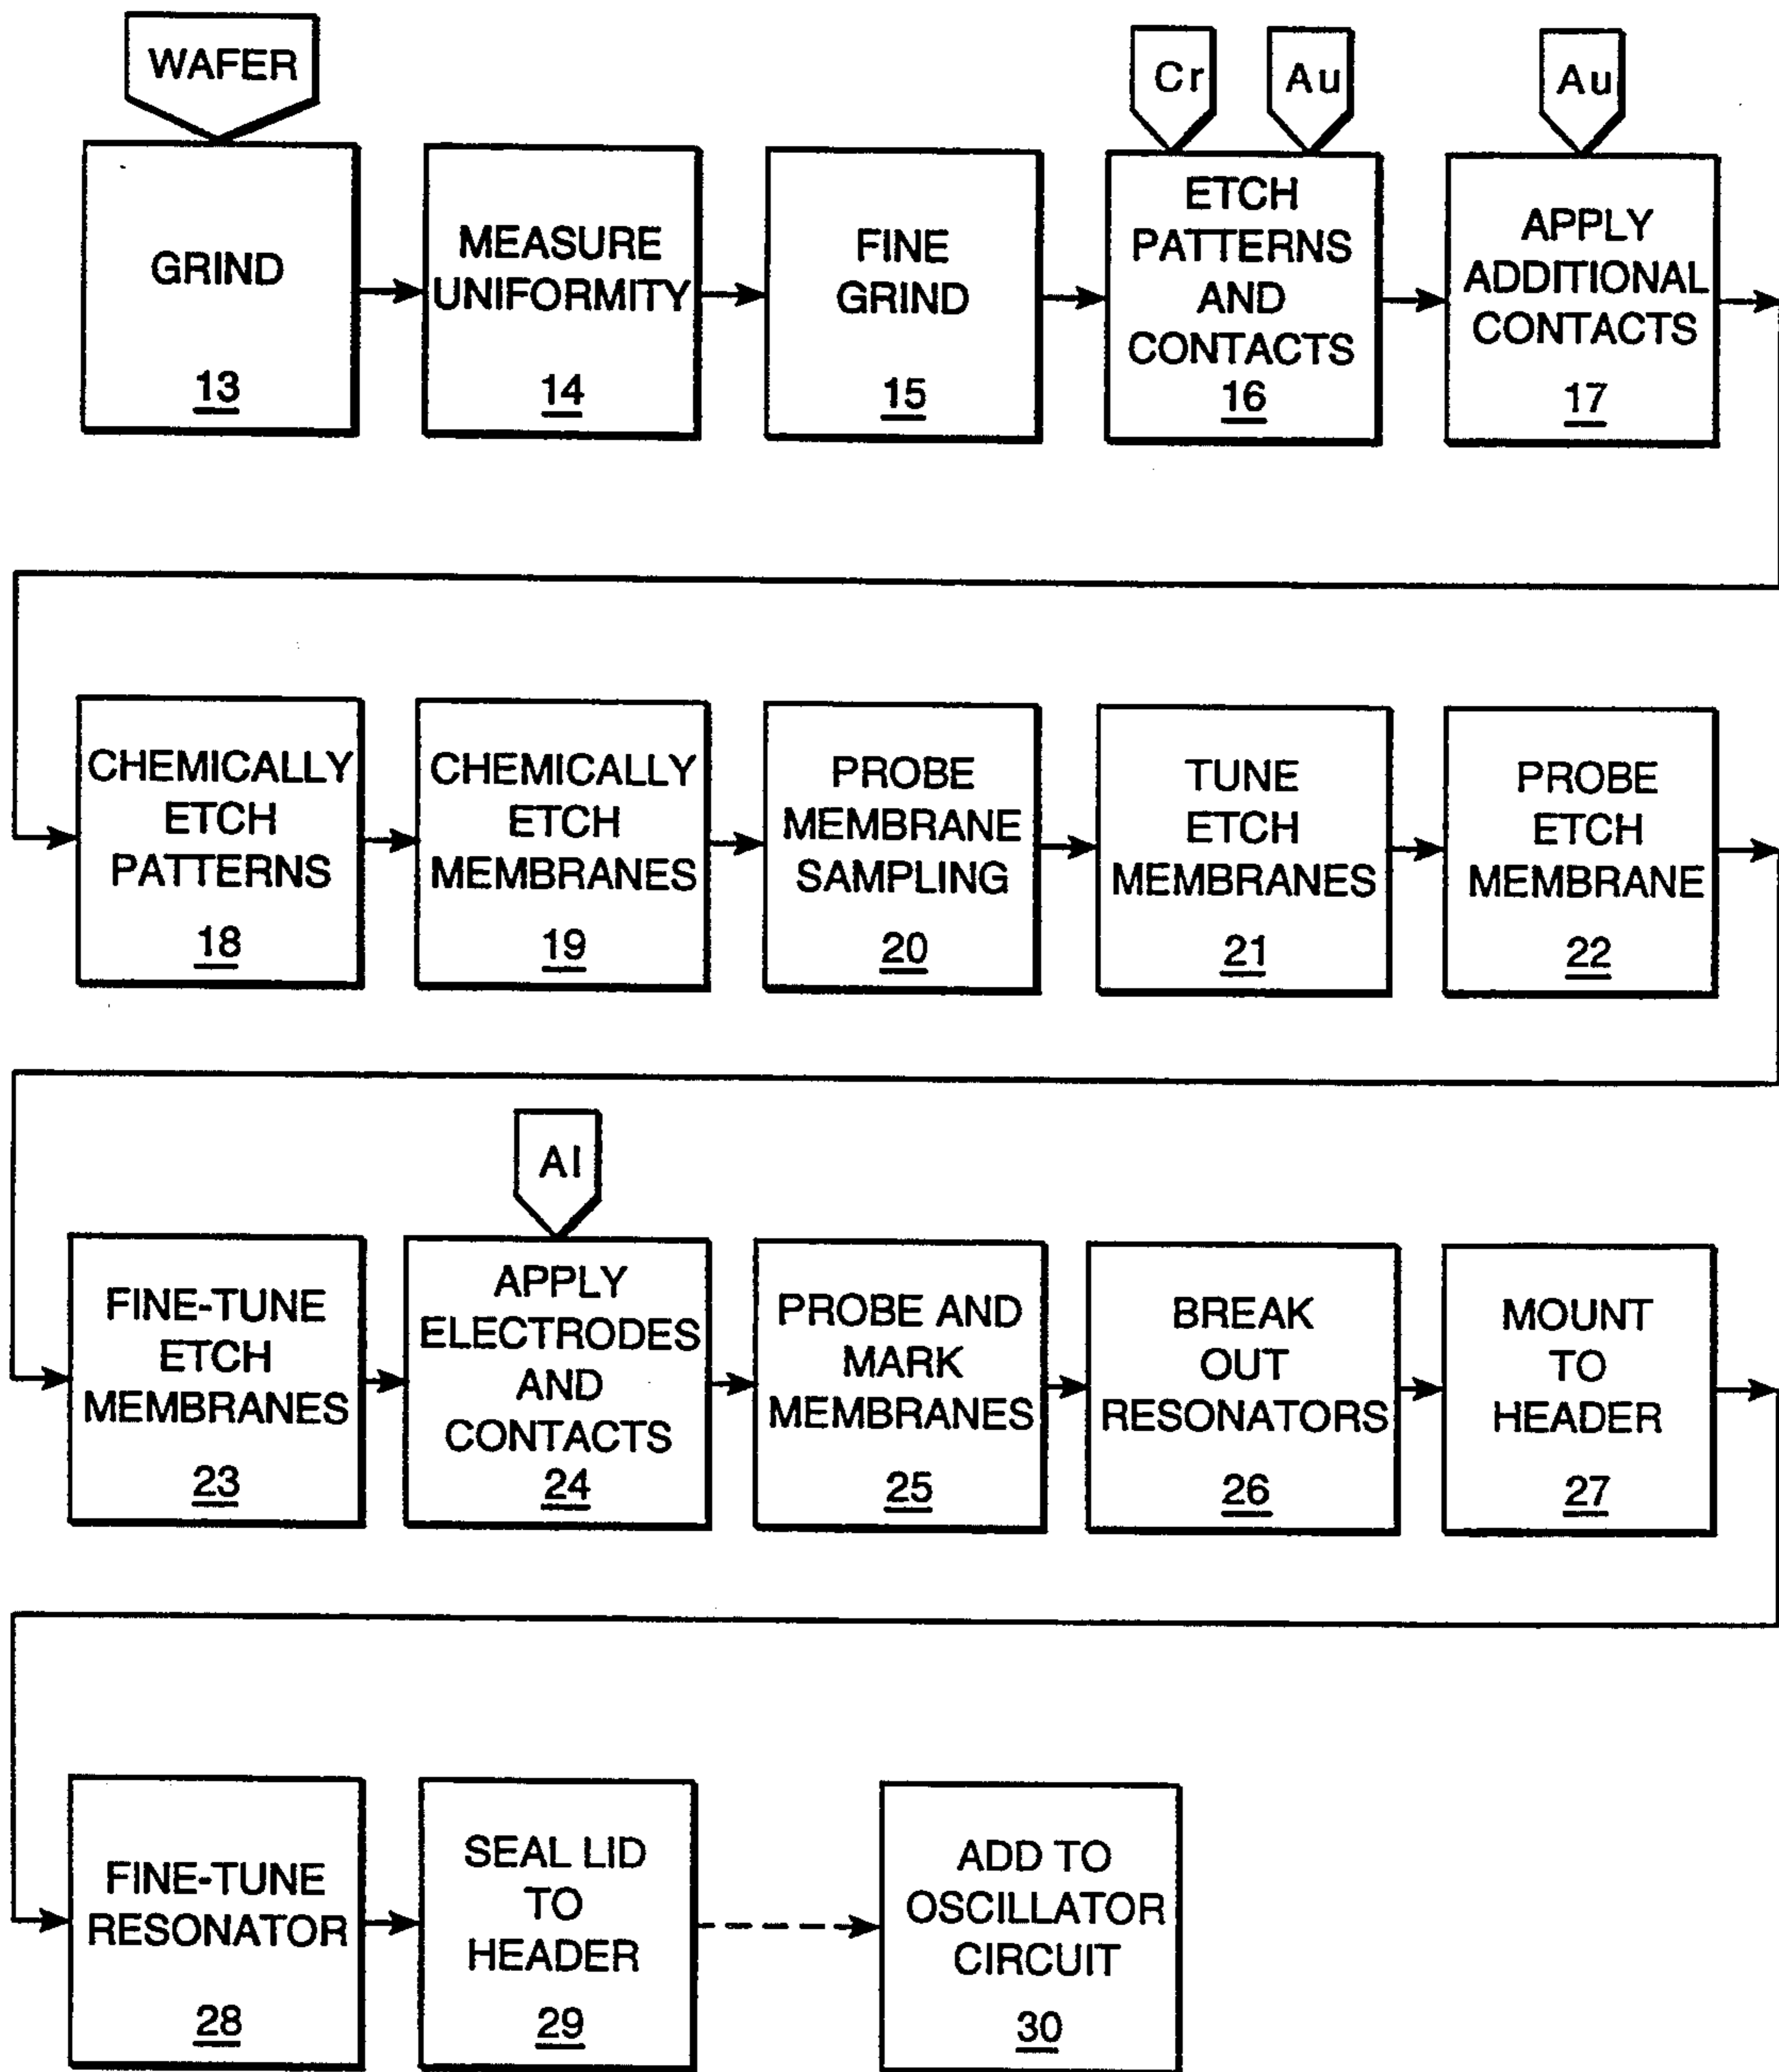 WAFER
Cr
Au
Au
GRIND
13
MEASURE
UNIFORMITY
14
FINE
GRIND
15
ETCH
PATTERNS
AND
CONTACTS
16
APPLY
ADDITIONAL
CONTACTS
17
CHEMICALLY
ETCH
PATTERNS
18
CHEMICALLY
ETCH
MEMBRANES
19
PROBE
MEMBRANE
SAMPLING
20
TUNE
ETCH
MEMBRANES
21
PROBE
ETCH
MEMBRANE
22
Al
FINE-TUNE
ETCH
MEMBRANES
23
APPLY
ELECTRODES
AND
CONTACTS
24
PROBE AND
MARK
MEMBRANES
25
BREAK
OUT
RESONATORS
26
MOUNT
TO
HEADER
27
FINE-TUNE
RESONATOR
28
SEAL LID
TO
HEADER
29
ADD TO
OSCILLATOR
CIRCUIT
30